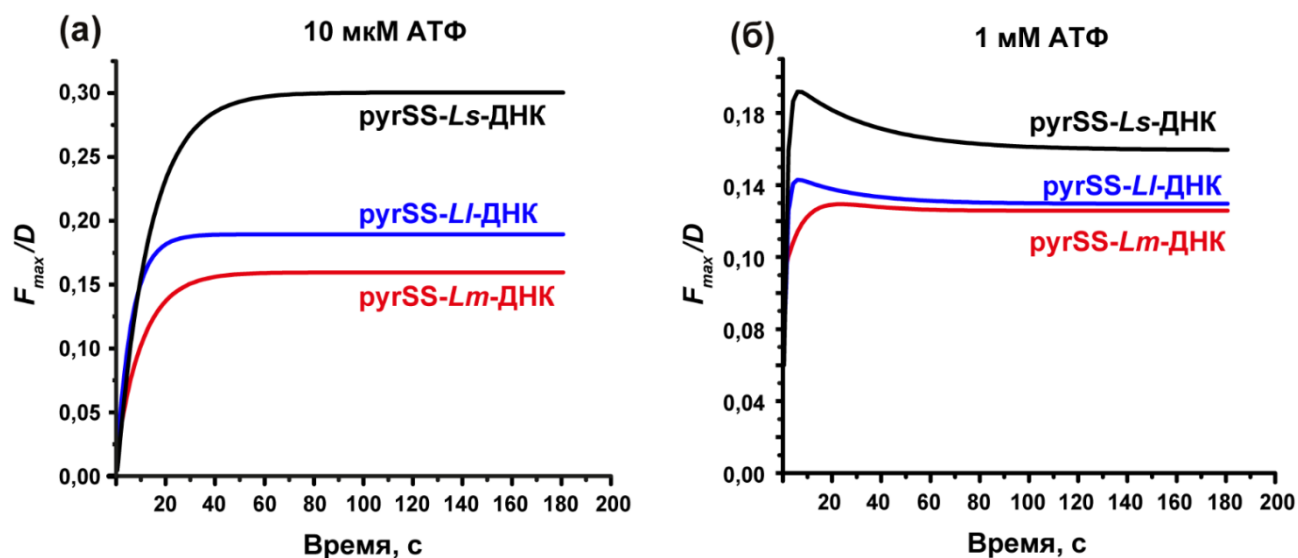 (а)
10 мкМ АТФ
F_max/D
0,30
0,25
0,20
0,15
0,10
0,05
0,00
pyrSS-Ls-ДНК
pyrSS-Ll-ДНК
pyrSS-Lm-ДНК
20 40 60 80 100 120 140 160 180 200
Время, с
(б)
1 мМ АТФ
F_max/D
0,18
0,14
0,10
0,08
0,04
0,00
pyrSS-Ls-ДНК
pyrSS-Ll-ДНК
pyrSS-Lm-ДНК
20 40 60 80 100 120 140 160 180 200
Время, с